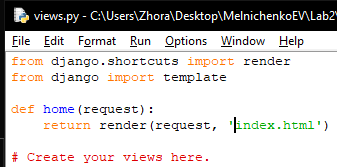 views.py - C:\Users\Zhora\Desktop\MelnichenkoEV\Lab2\
File Edit Format Run Options Window Help
from django.shortcuts import render
from django import template
def home(request):
    return render(request, 'index.html')
# Create your views here.